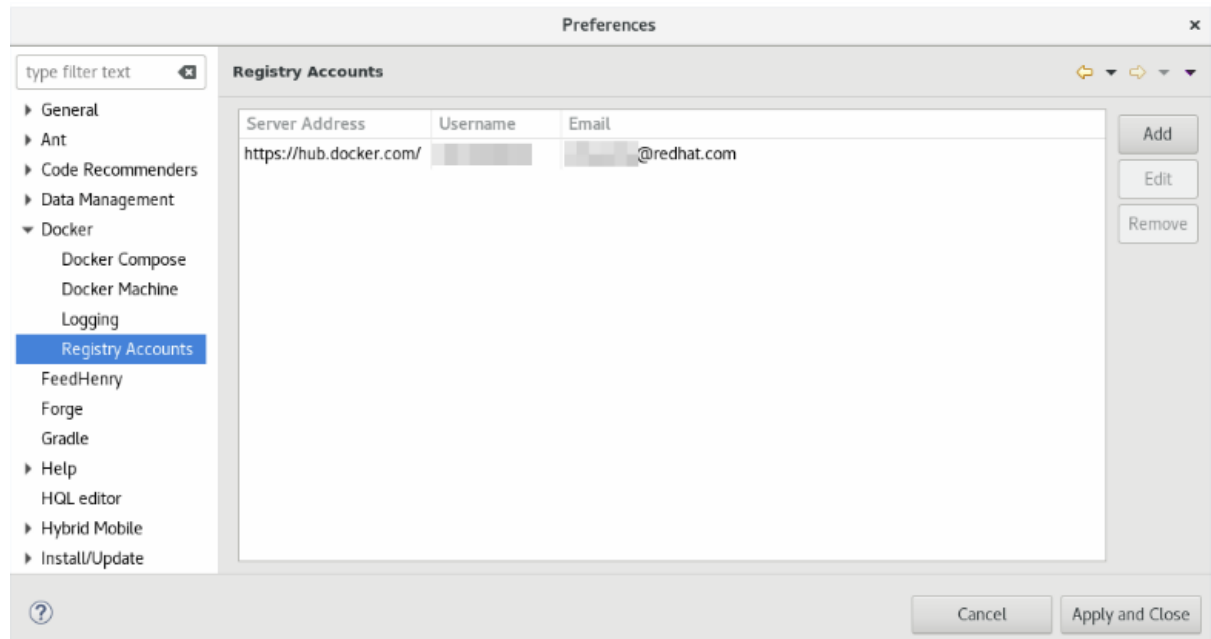 Preferences
type filter text
General
Ant
Code Recommenders
Data Management
Docker
Docker Compose
Docker Machine
Logging
Registry Accounts
FeedHenry
Forge
Gradle
Help
HQL editor
Hybrid Mobile
Install/Update
Registry Accounts
Server Address Username Email
https://hub.docker.com/ @redhat.com
Add
Edit
Remove
Cancel Apply and Close